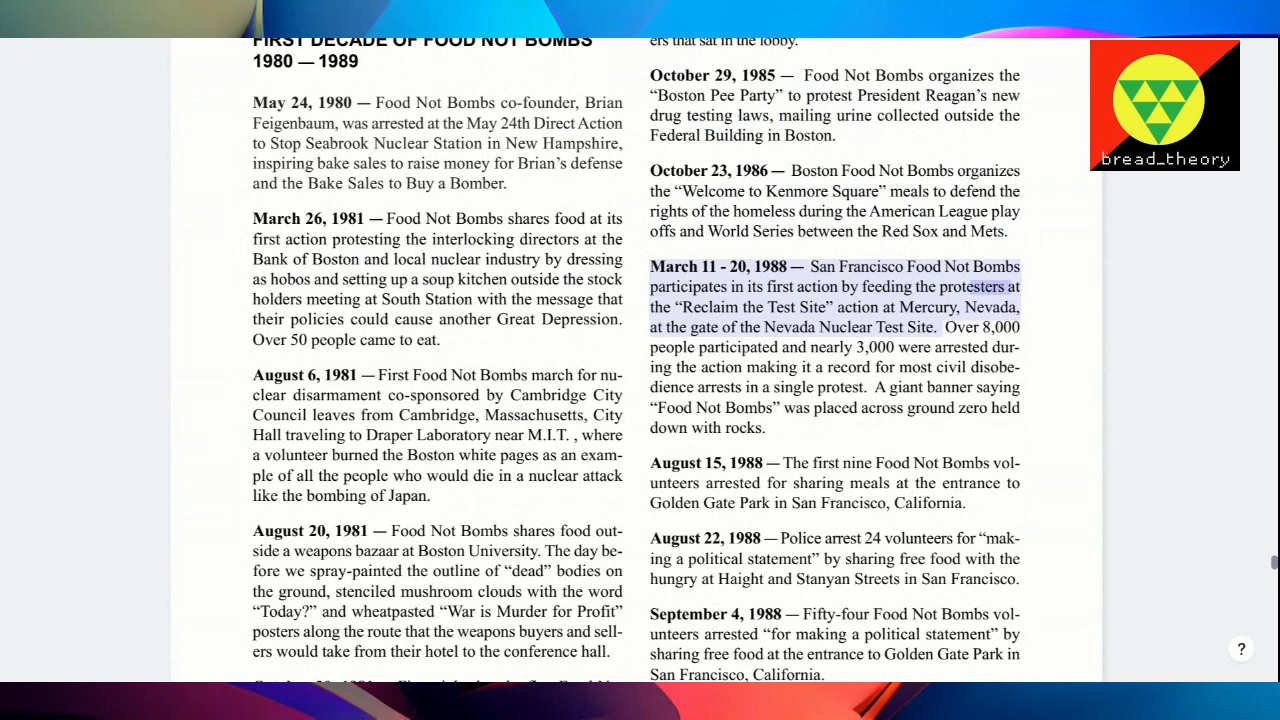 FIRST DECADE OF FOOD NOT BOMBS
1980 — 1989
May 24, 1980 — Food Not Bombs co-founder, Brian
Feigenbaum, was arrested at the May 24th Direct Action
to Stop Seabrook Nuclear Station in New Hampshire,
inspiring bake sales to raise money for Brian's defense
and the Bake Sales to Buy a Bomber.
March 26, 1981 — Food Not Bombs shares food at its
first action protesting the interlocking directors at the
Bank of Boston and local nuclear industry by dressing
as hobos and setting up a soup kitchen outside the stock
holders meeting at South Station with the message that
their policies could cause another Great Depression.
Over 50 people came to eat.
August 6, 1981 — First Food Not Bombs march for nu-
clear disarmament co-sponsored by Cambridge City
Council leaves from Cambridge, Massachusetts, City
Hall traveling to Draper Laboratory near M.I.T. , where
a volunteer burned the Boston white pages as an exam-
ple of all the people who would die in a nuclear attack
like the bombing of Japan.
August 20, 1981 — Food Not Bombs shares food out-
side a weapons bazaar at Boston University. The day be-
fore we spray-painted the outline of “dead” bodies on
the ground, stenciled mushroom clouds with the word
“Today?” and wheatpasted “War is Murder for Profit”
posters along the route that the weapons buyers and sell-
ers would take from their hotel to the conference hall.
ers that sat in the lobby.
October 29, 1985 — Food Not Bombs organizes the
“Boston Pee Party” to protest President Reagan's new
drug testing laws, mailing urine collected outside the
Federal Building in Boston.
October 23, 1986 — Boston Food Not Bombs organizes
the “Welcome to Kenmore Square” meals to defend the
rights of the homeless during the American League play
offs and World Series between the Red Sox and Mets.
March 11 - 20, 1988 — San Francisco Food Not Bombs
participates in its first action by feeding the protesters at
the “Reclaim the Test Site” action at Mercury, Nevada,
at the gate of the Nevada Nuclear Test Site. Over 8,000
people participated and nearly 3,000 were arrested dur-
ing the action making it a record for most civil disobe-
dience arrests in a single protest. A giant banner saying
“Food Not Bombs” was placed across ground zero held
down with rocks.
August 15, 1988 — The first nine Food Not Bombs vol-
unteers arrested for sharing meals at the entrance to
Golden Gate Park in San Francisco, California.
August 22, 1988 — Police arrest 24 volunteers for “mak-
ing a political statement” by sharing free food with the
hungry at Haight and Stanyan Streets in San Francisco.
September 4, 1988 — Fifty-four Food Not Bombs vol-
unteers arrested “for making a political statement” by
sharing free food at the entrance to Golden Gate Park in
San Francisco, California.
bread_theory
?